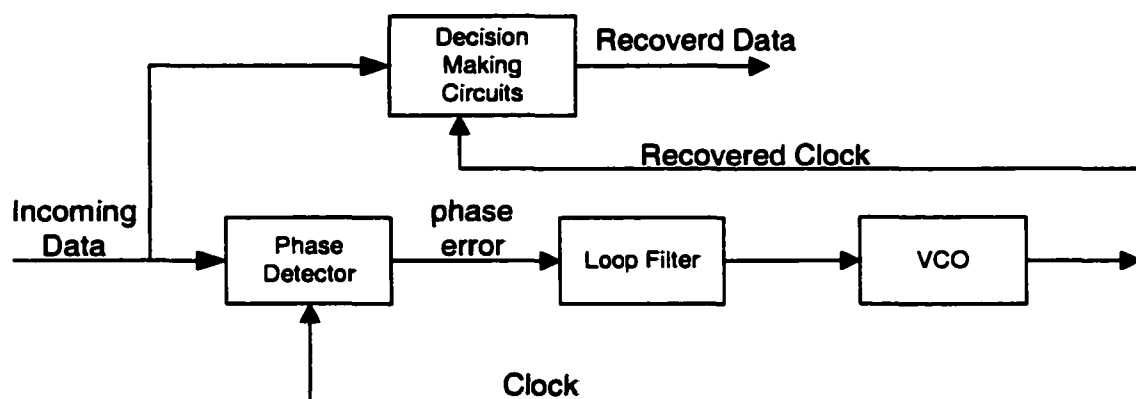 Decision
Making
Circuits
Recoverd Data
Recovered Clock
Incoming
Data
Phase
Detector
phase
error
Loop Filter
VCO
Clock